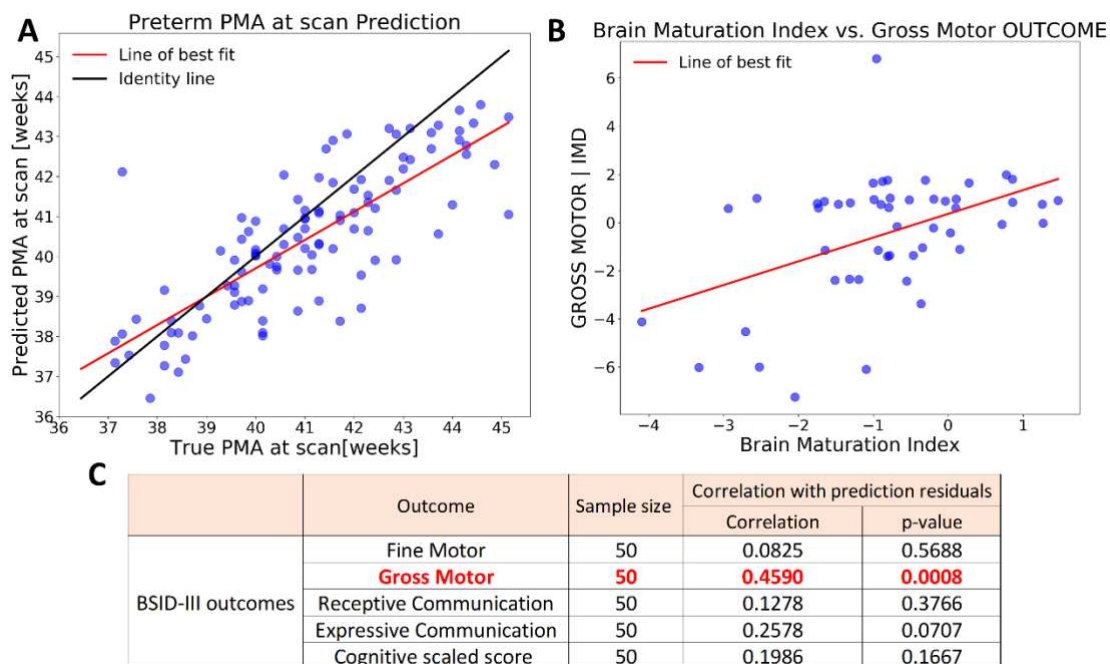 A
Preterm PMA at scan Prediction
Line of best fit
Identity line
Predicted PMA at scan [weeks]
45
44
43
42
41
40
39
38
37
36
36 37 38 39 40 41 42 43 44 45
True PMA at scan[weeks]
B
Brain Maturation Index vs. Gross Motor OUTCOME
Line of best fit
GROSS MOTOR | IMD
6
4
2
0
−2
−4
−6
−4 −3 −2 −1 0 1
Brain Maturation Index
C
Outcome Sample size Correlation with prediction residuals
Correlation p-value
BSID-III outcomes
Fine Motor 50 0.0825 0.5688
Gross Motor 50 0.4590 0.0008
Receptive Communication 50 0.1278 0.3766
Expressive Communication 50 0.2578 0.0707
Cognitive scaled score 50 0.1986 0.1667